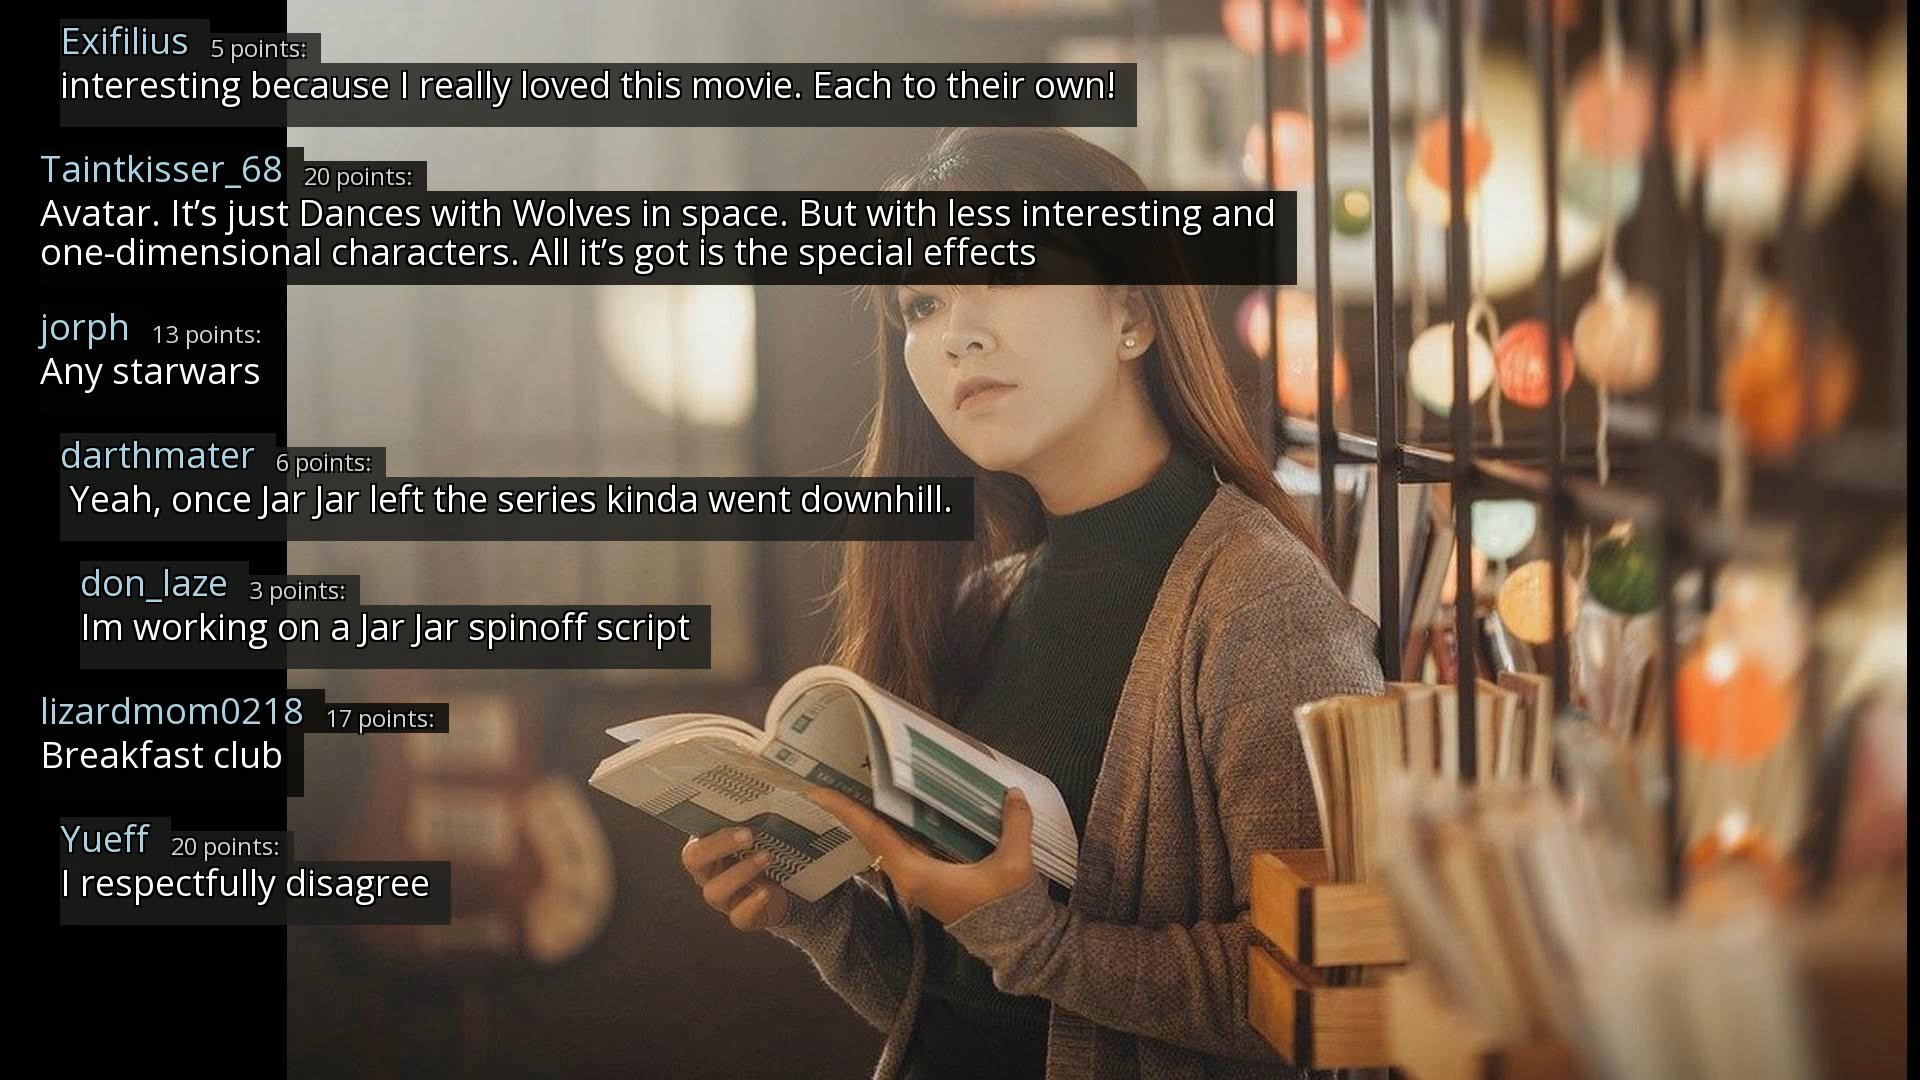 Exifilius 5 points:
interesting because I really loved this movie. Each to their own!
Taintkisser_68 20 points:
Avatar. It’s just Dances with Wolves in space. But with less interesting and
one-dimensional characters. All it’s got is the special effects
jorph 13 points:
Any starwars
darthmater 6 points:
Yeah, once Jar Jar left the series kinda went downhill.
don_laze 3 points:
Im working on a Jar Jar spinoff script
lizardmom0218 17 points:
Breakfast club
Yueff 20 points:
I respectfully disagree